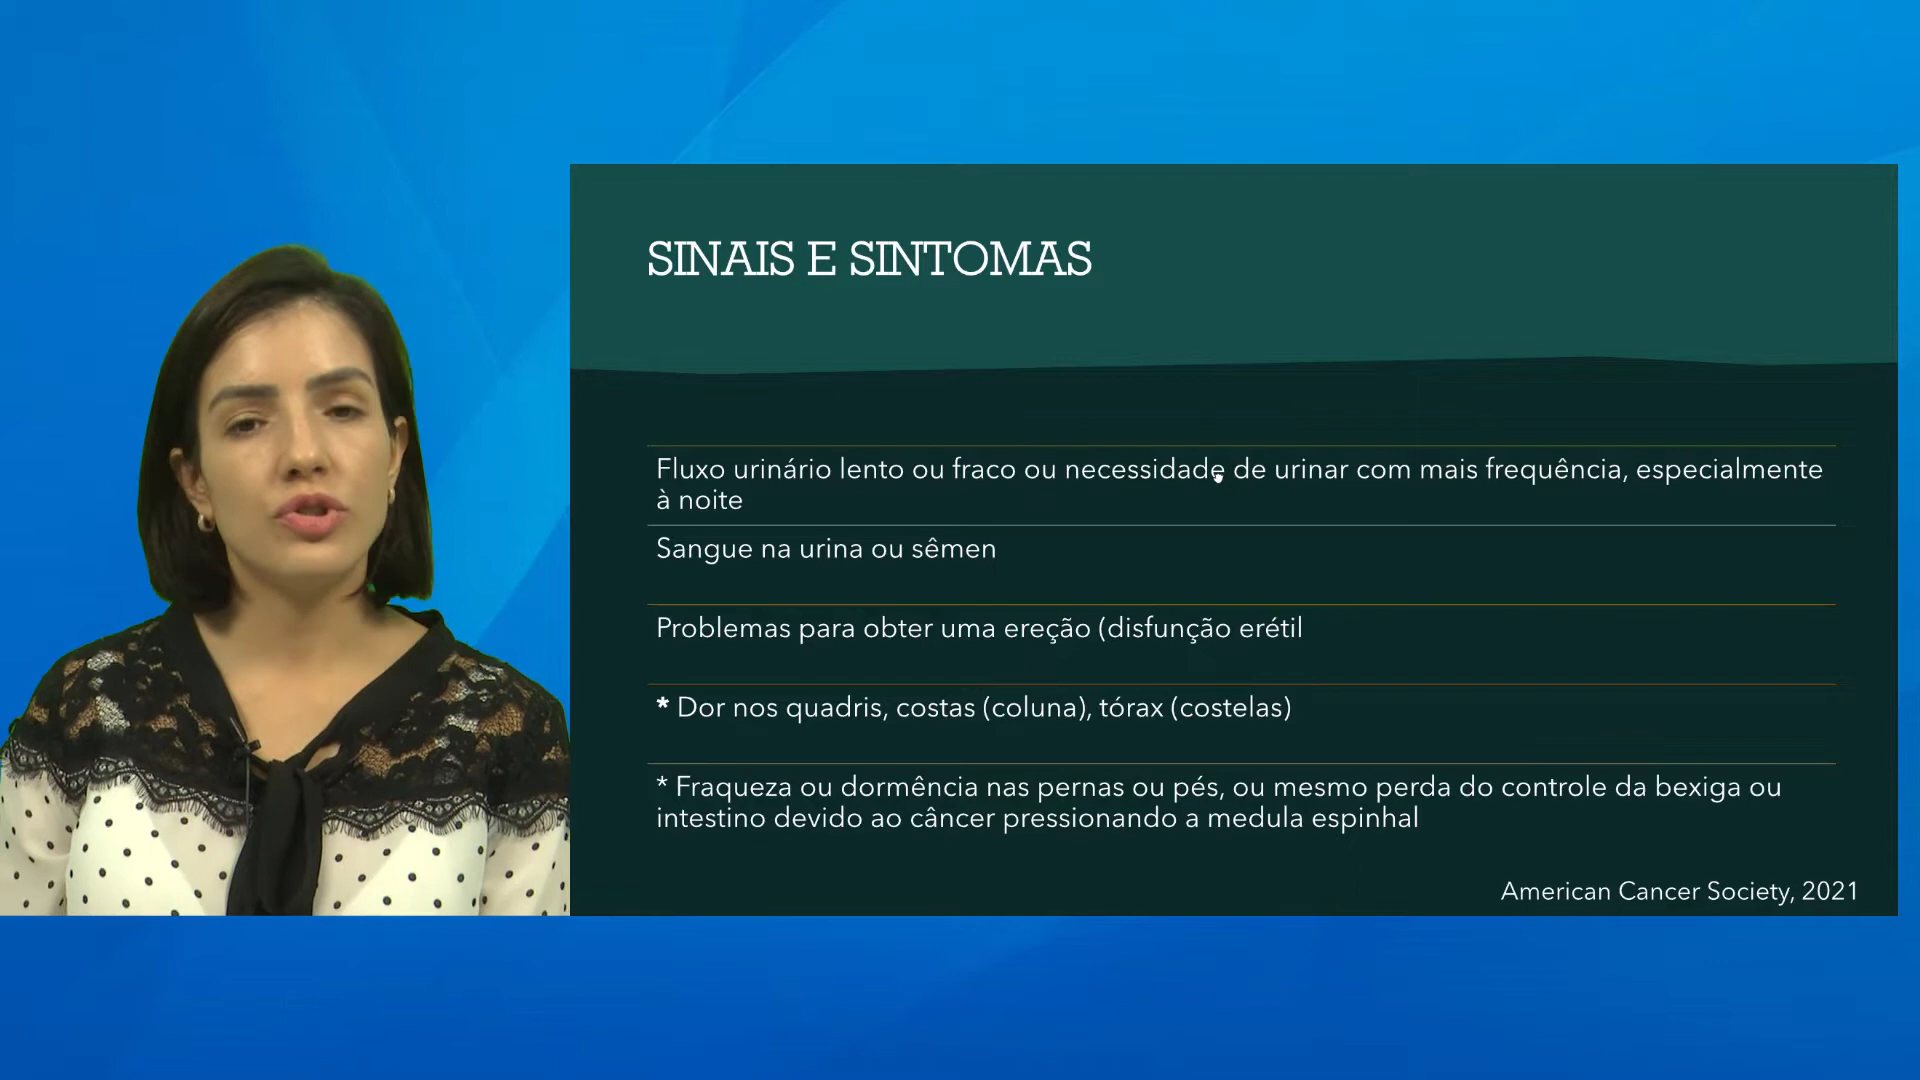 SINAIS E SINTOMAS
Fluxo urinário lento ou fraco ou necessidade de urinar com mais frequência, especialmente
à noite
Sangue na urina ou sêmen
Problemas para obter uma ereção (disfunção erétil
* Dor nos quadris, costas (coluna), tórax (costelas)
* Fraqueza ou dormência nas pernas ou pés, ou mesmo perda do controle da bexiga ou
intestino devido ao câncer pressionando a medula espinhal
American Cancer Society, 2021